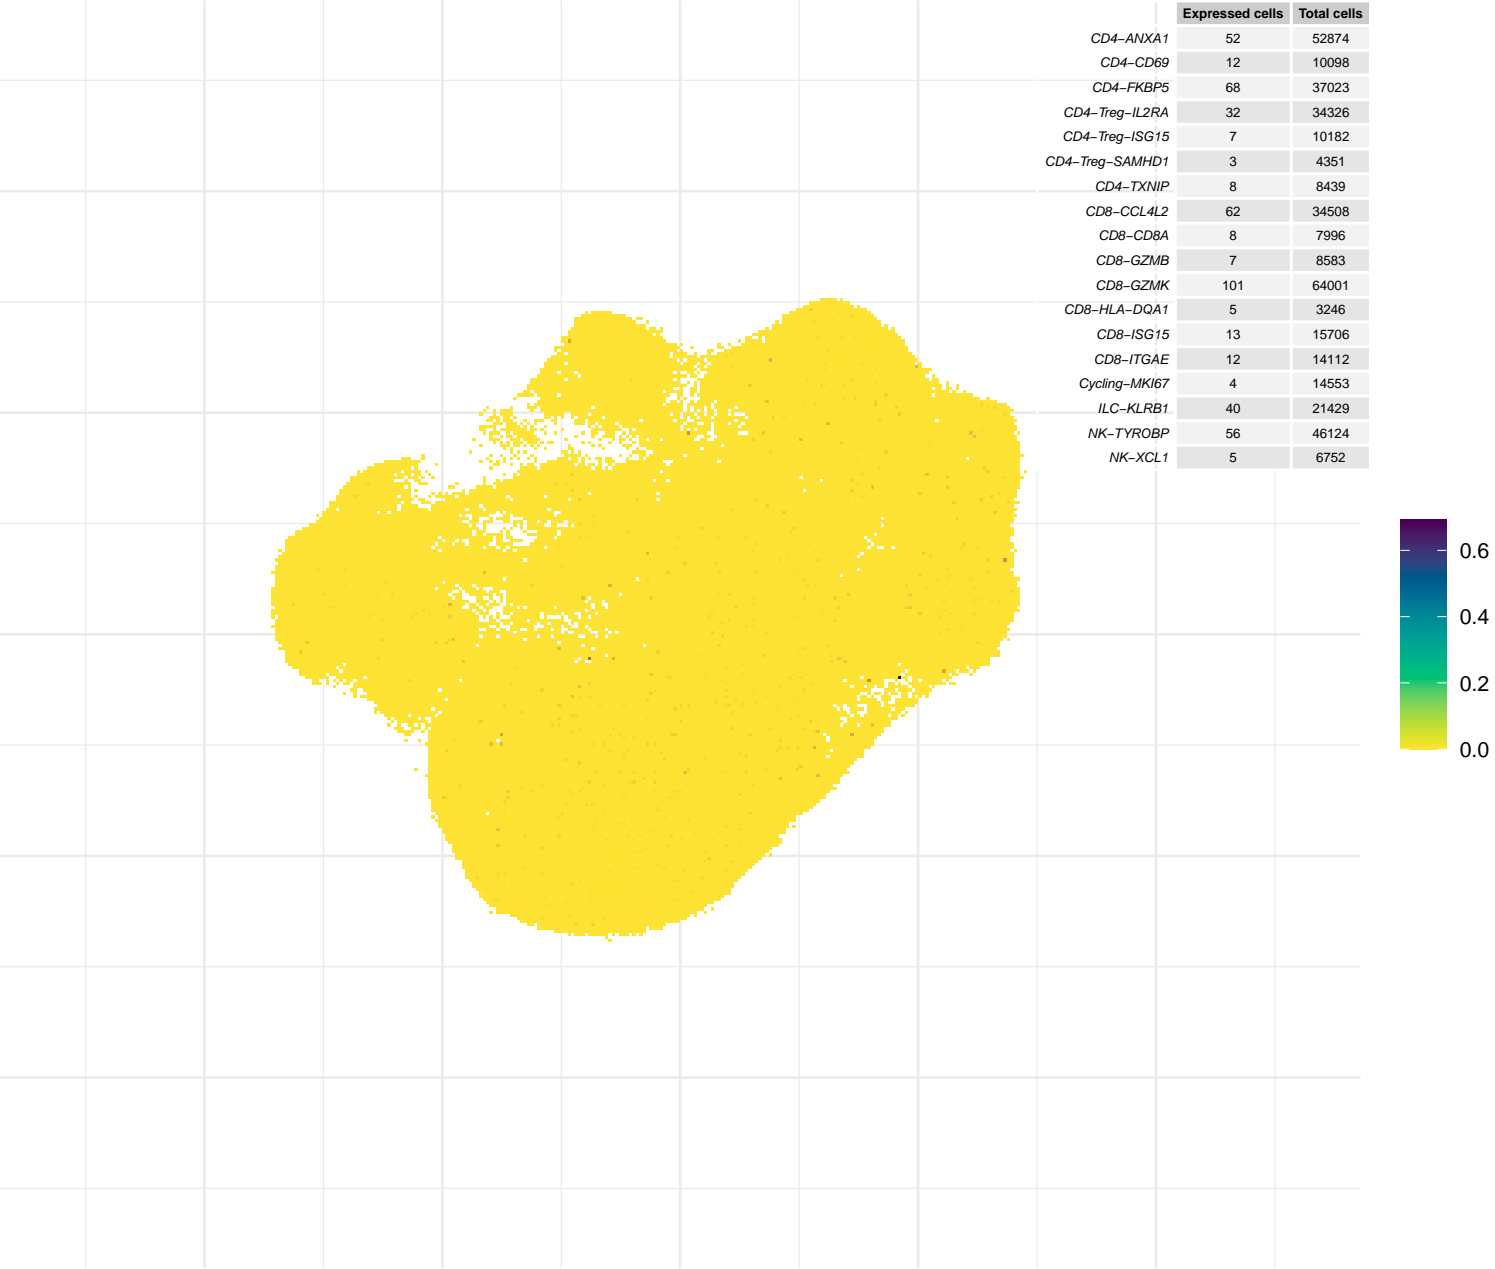 Expressed cells Total cells
CD4−ANXA1 52 52874
CD4−CD69 12 10098
CD4−FKBP5 68 37023
CD4−Treg−IL2RA 32 34326
CD4−Treg−ISG15 7 10182
CD4−Treg−SAMHD1 3 4351
CD4−TXNIP 8 8439
CD8−CCL4L2 62 34508
CD8−CD8A 8 7996
CD8−GZMB 7 8583
CD8−GZMK 101 64001
CD8−HLA−DQA1 5 3246
CD8−ISG15 13 15706
CD8−ITGAE 12 14112
Cycling−MKI67 4 14553
ILC−KLRB1 40 21429
NK−TYROBP 56 46124
NK−XCL1 5 6752
0.6
0.4
0.2
0.0